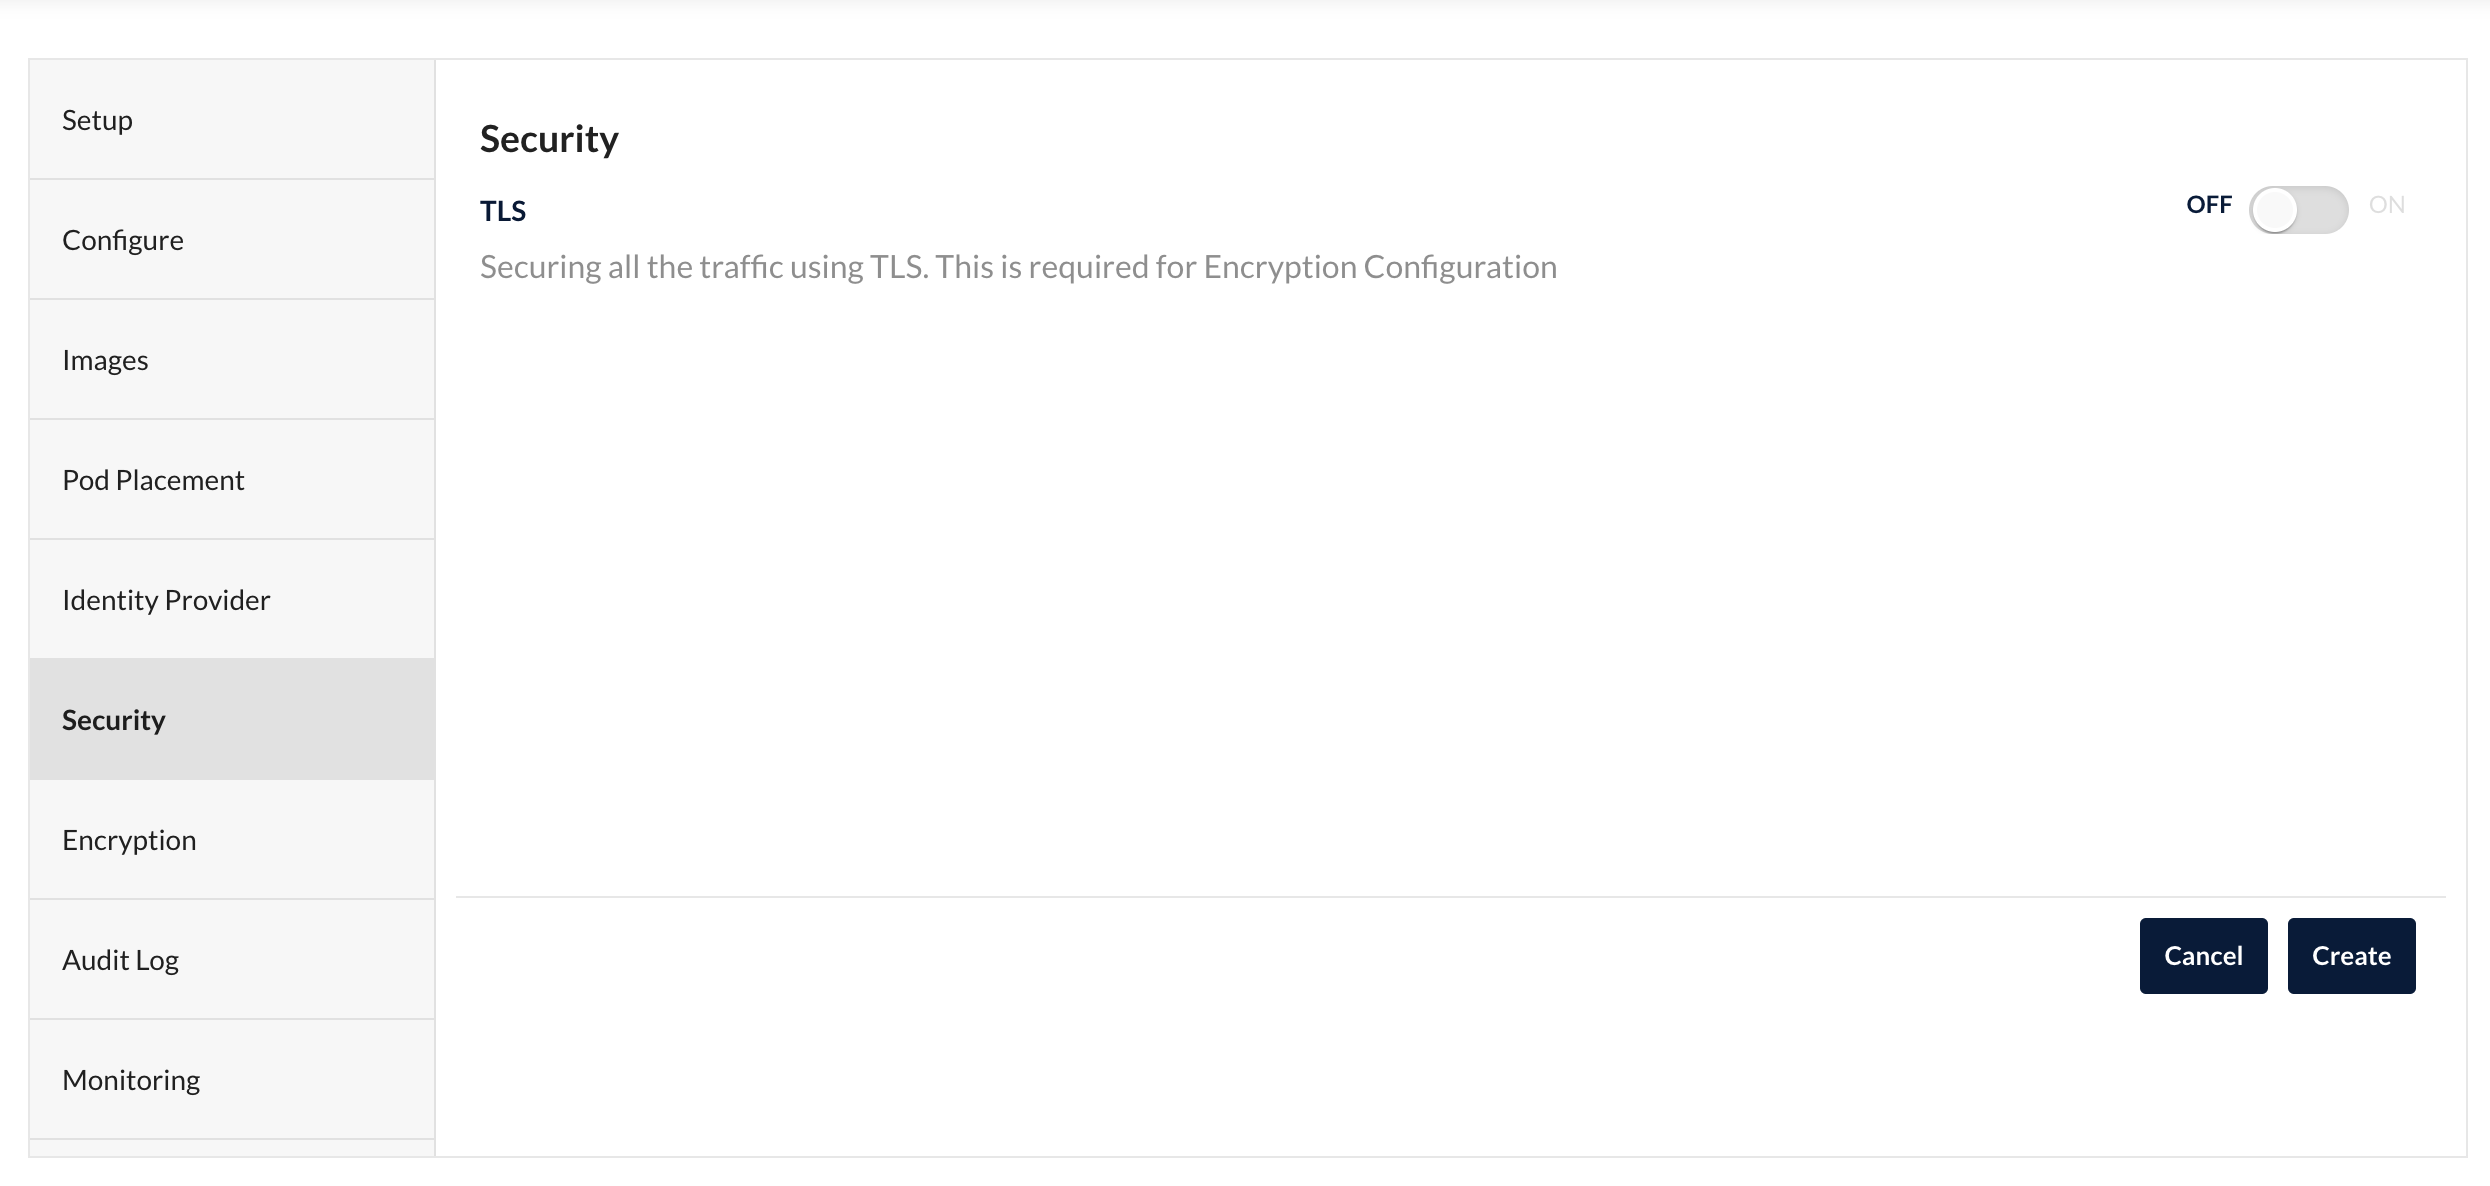 Setup
Configure
Images
Pod Placement
Identity Provider
Security
Encryption
Audit Log
Monitoring
Security
TLS
OFF ON
Securing all the traffic using TLS. This is required for Encryption Configuration
Cancel Create